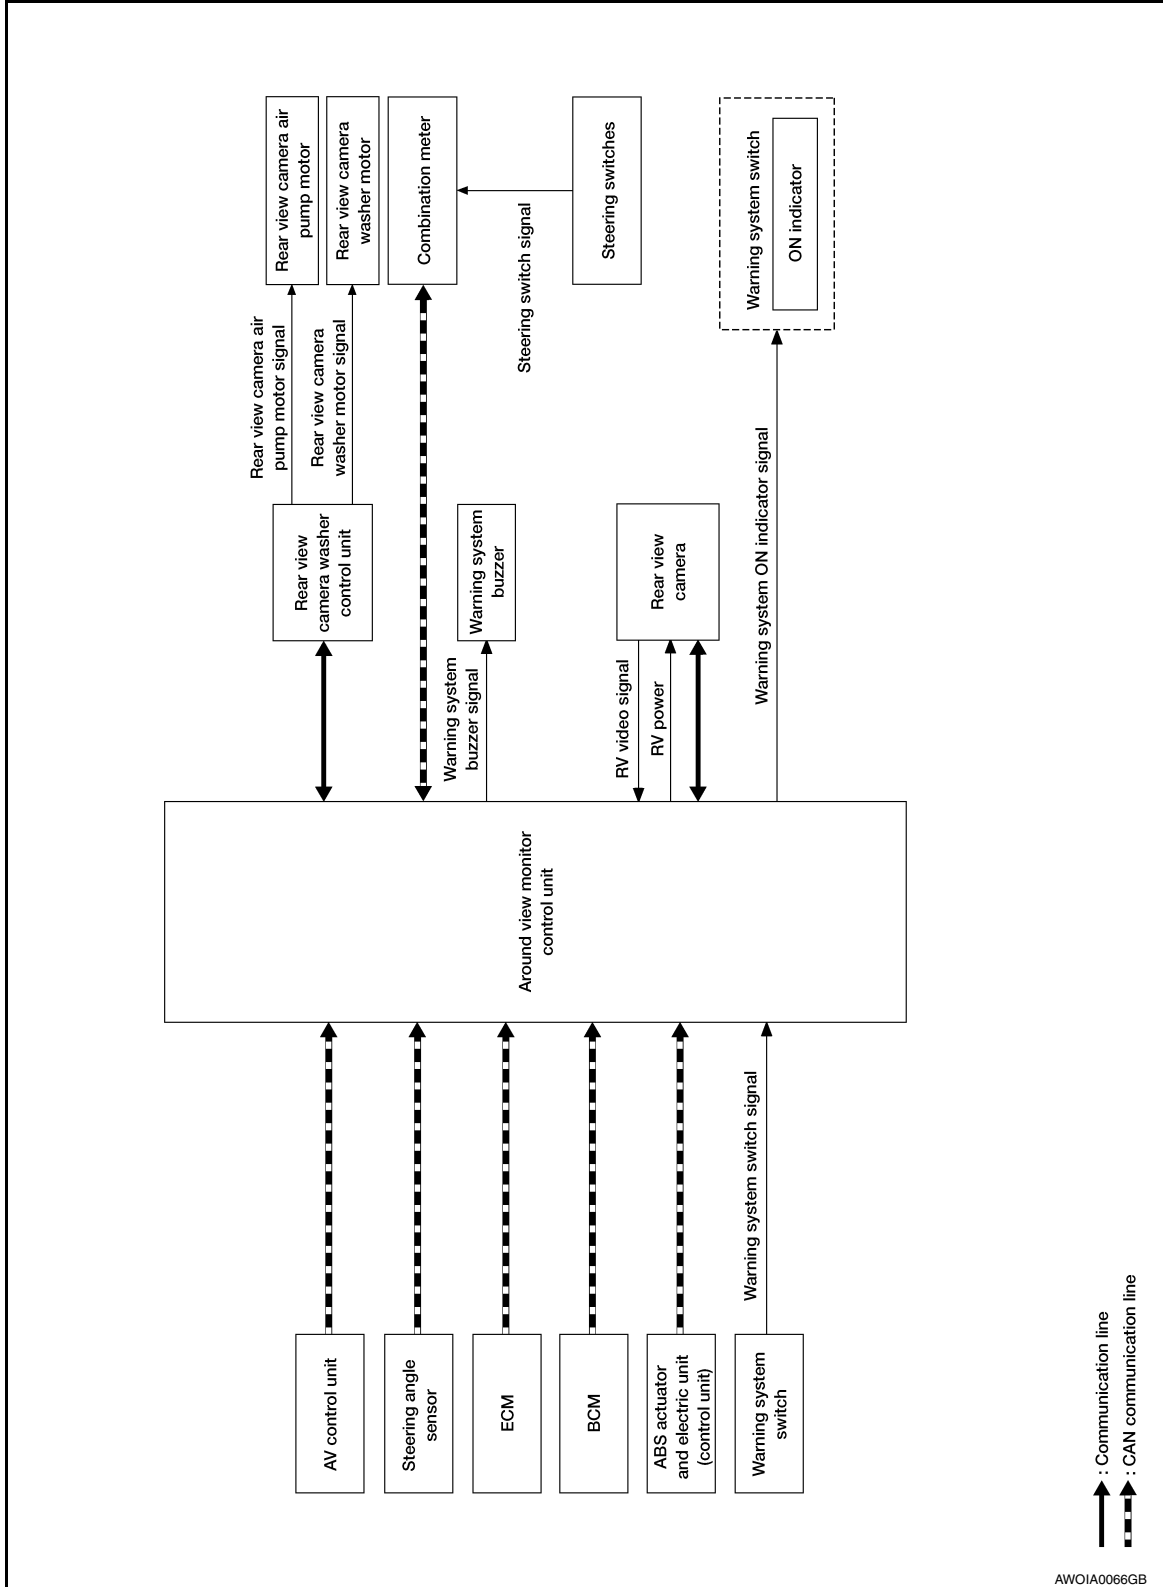 AV control unit
Steering angle
sensor
ECM
BCM
ABS actuator
and electric unit
(control unit)
Warning system
switch
Warning system switch signal
Around view monitor
control unit
Rear view
camera washer
control unit
Rear view camera air
pump motor signal
Rear view camera
washer motor signal
Rear view camera air
pump motor
Rear view camera
washer motor
Combination meter
Steering switch signal
Steering switches
Warning system
buzzer signal
Warning system
buzzer
RV video signal
RV power
Rear view
camera
Warning system ON indicator signal
Warning system switch
ON indicator
: Communication line
: CAN communication line
AWOIA0066GB